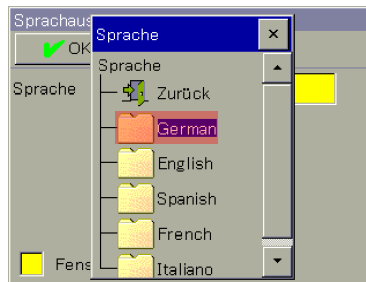 Sprachaus
OK
Sprache
Sprache
Sprache
Zurück
German
English
Spanish
French
Italiano
Fens